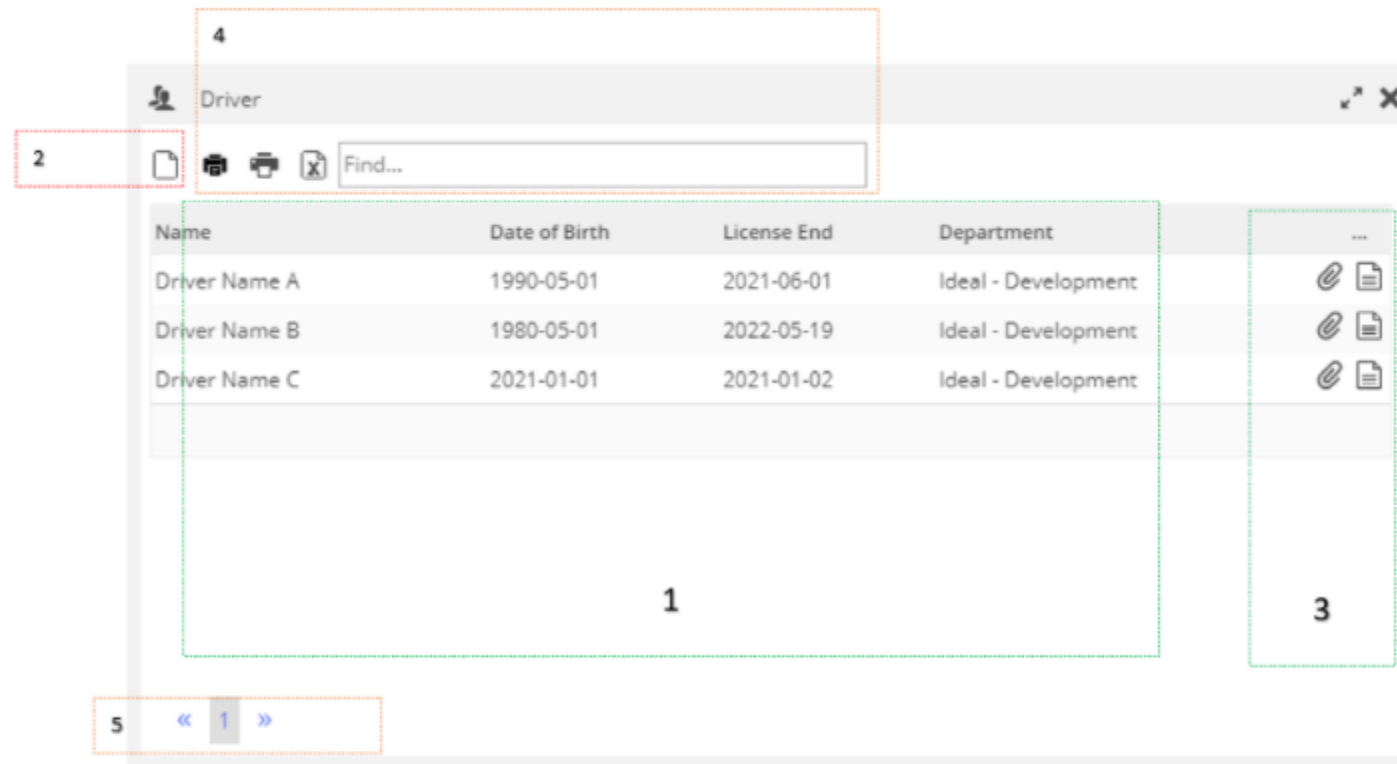 4
Driver
2
Find...
Name Date of Birth License End Department ...
Driver Name A 1990-05-01 2021-06-01 Ideal - Development
Driver Name B 1980-05-01 2022-05-19 Ideal - Development
Driver Name C 2021-01-01 2021-01-02 Ideal - Development
1
3
5 « 1 »